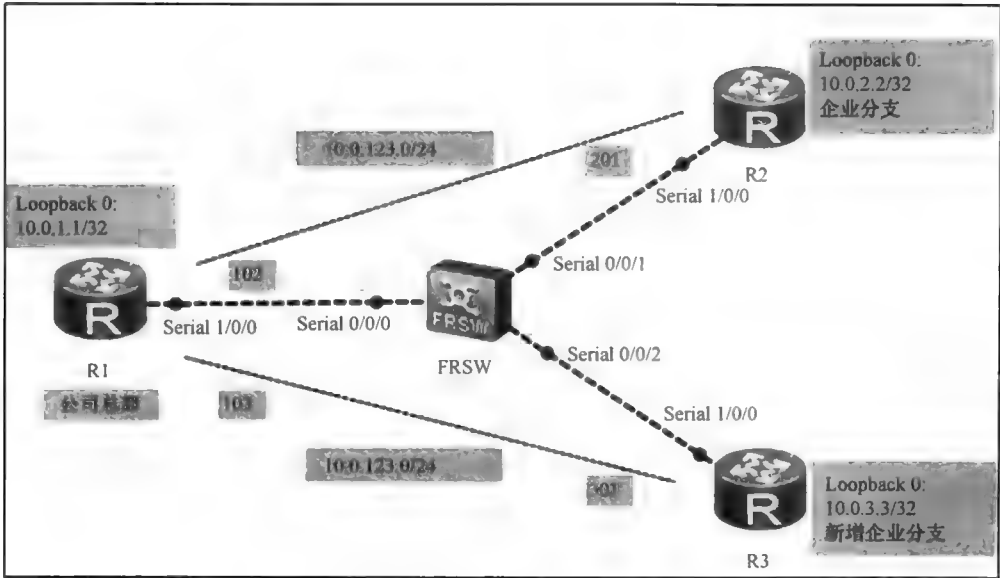 Loopback 0:
10.0.2.2/32
企业分支
R
R2
10.0.123.0/24
201
Serial 1/0/0
Loopback 0:
10.0.1.1/32
Serial 0/0/1
102
R
Serial 1/0/0
Serial 0/0/0
FRSW
R1
FRSW
Serial 0/0/2
公司总部
103
Serial 1/0/0
10.0.123.0/24
R
R3
Loopback 0:
10.0.3.3/32
新增企业分支